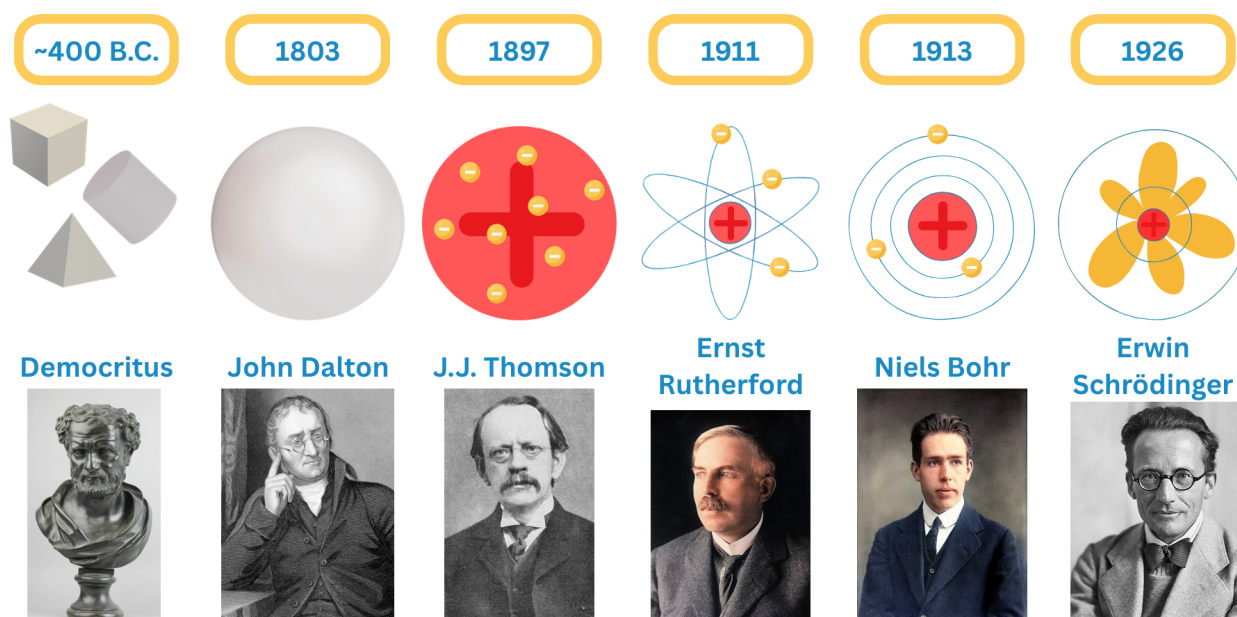 ~400 B.C.
1803
1897
1911
1913
1926
Democritus
John Dalton
J.J. Thomson
Ernst
Rutherford
Niels Bohr
Erwin
Schrödinger